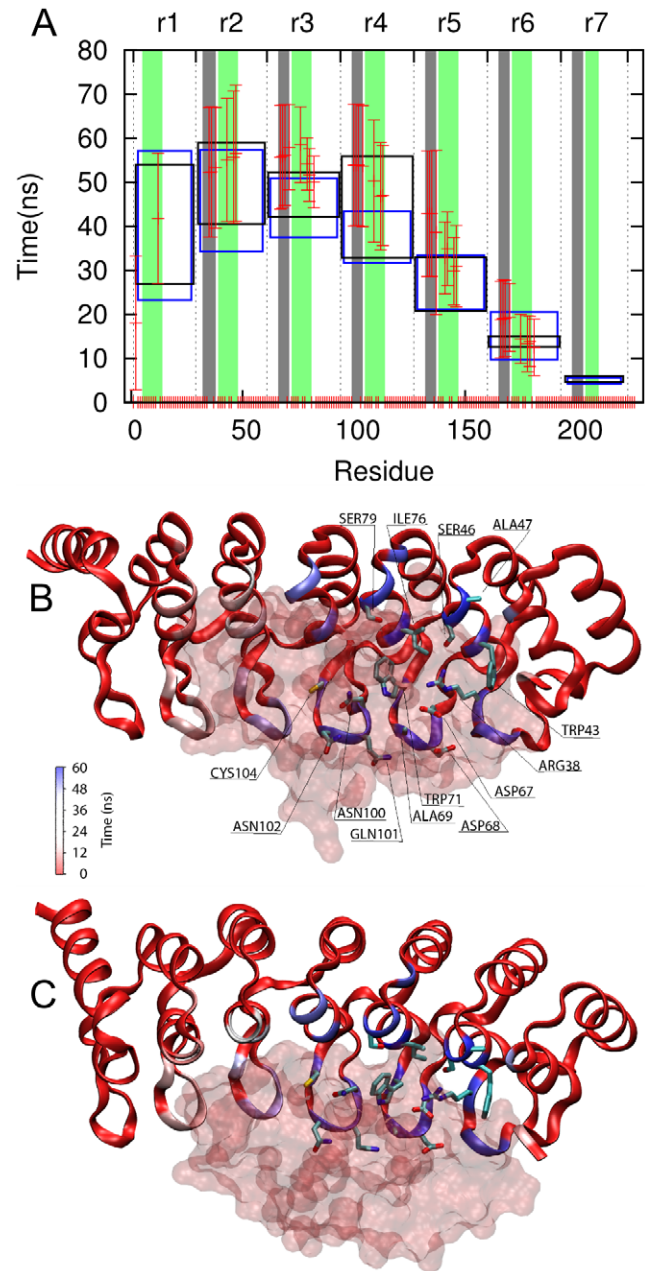 A
r1 r2 r3 r4 r5 r6 r7
80
70
60
50
40
30
20
10
0
Time(ns)
0 50 100 150 200
Residue
B
SER79 ILE76 SER46 ALA47
TRP43
ARG38
ASP67
ASP68
TRP71
ALA69
GLN101
ASN100
ASN102
CYS104
60
48
36
24
12
0
Time (ns)
C